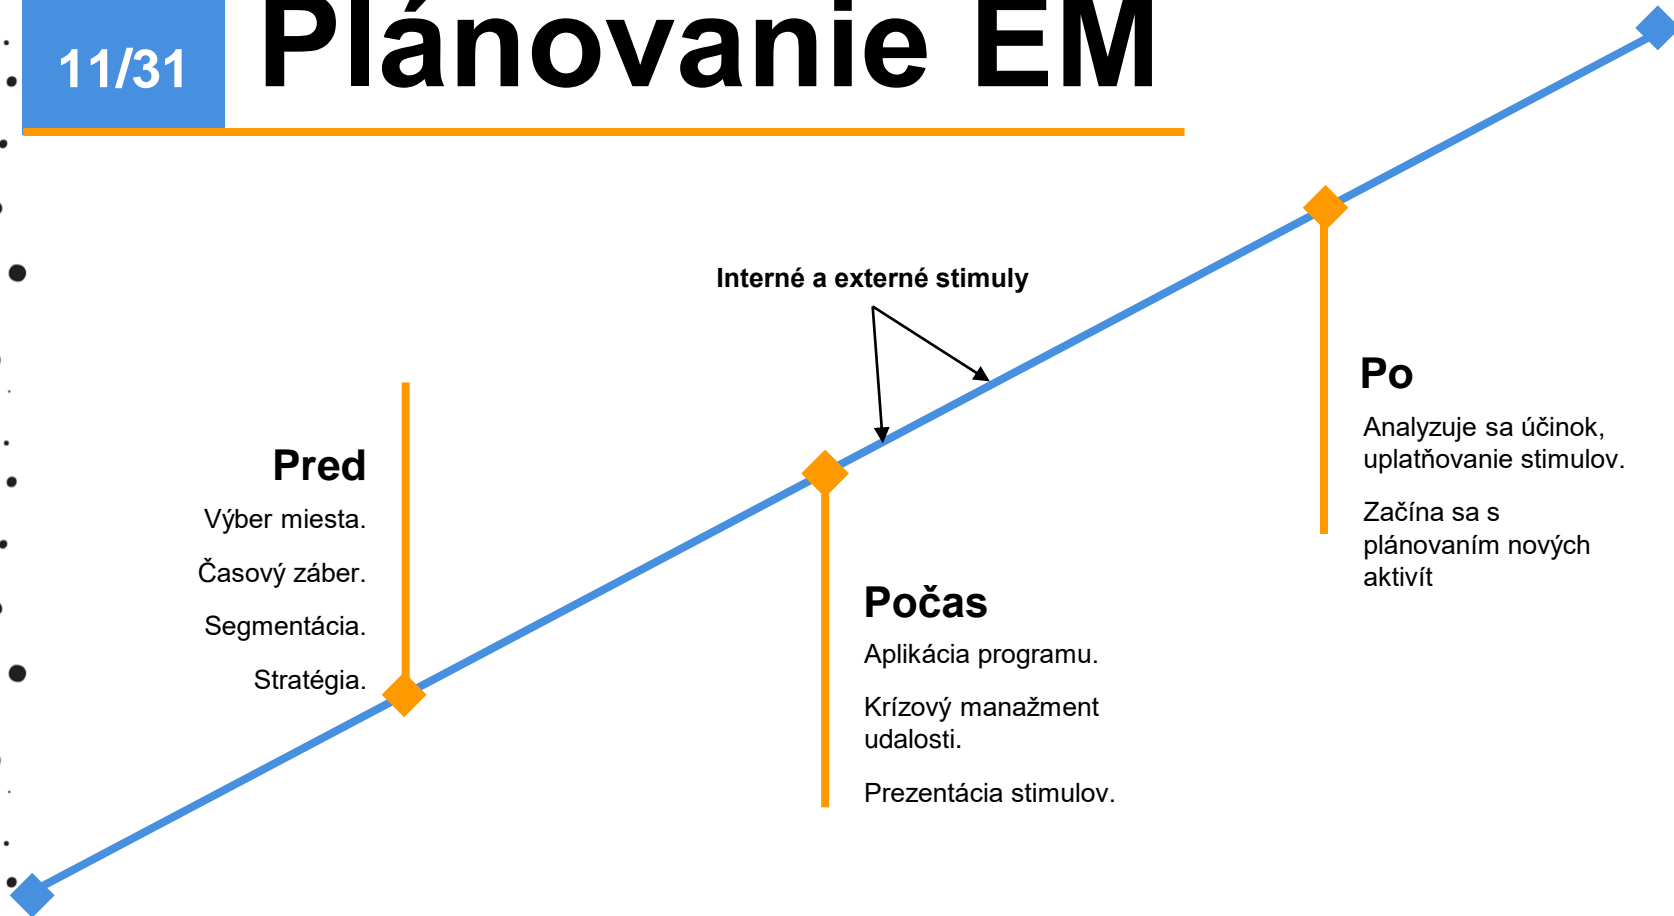 11/31
Plánovanie EM
Interné a externé stimuly
Pred
Výber miesta.
Časový záber.
Segmentácia.
Stratégia.
Počas
Aplikácia programu.
Krízový manažment
udalosti.
Prezentácia stimulov.
Po
Analyzuje sa účinok,
uplatňovanie stimulov.
Začína sa s
plánovaním nových
aktivít